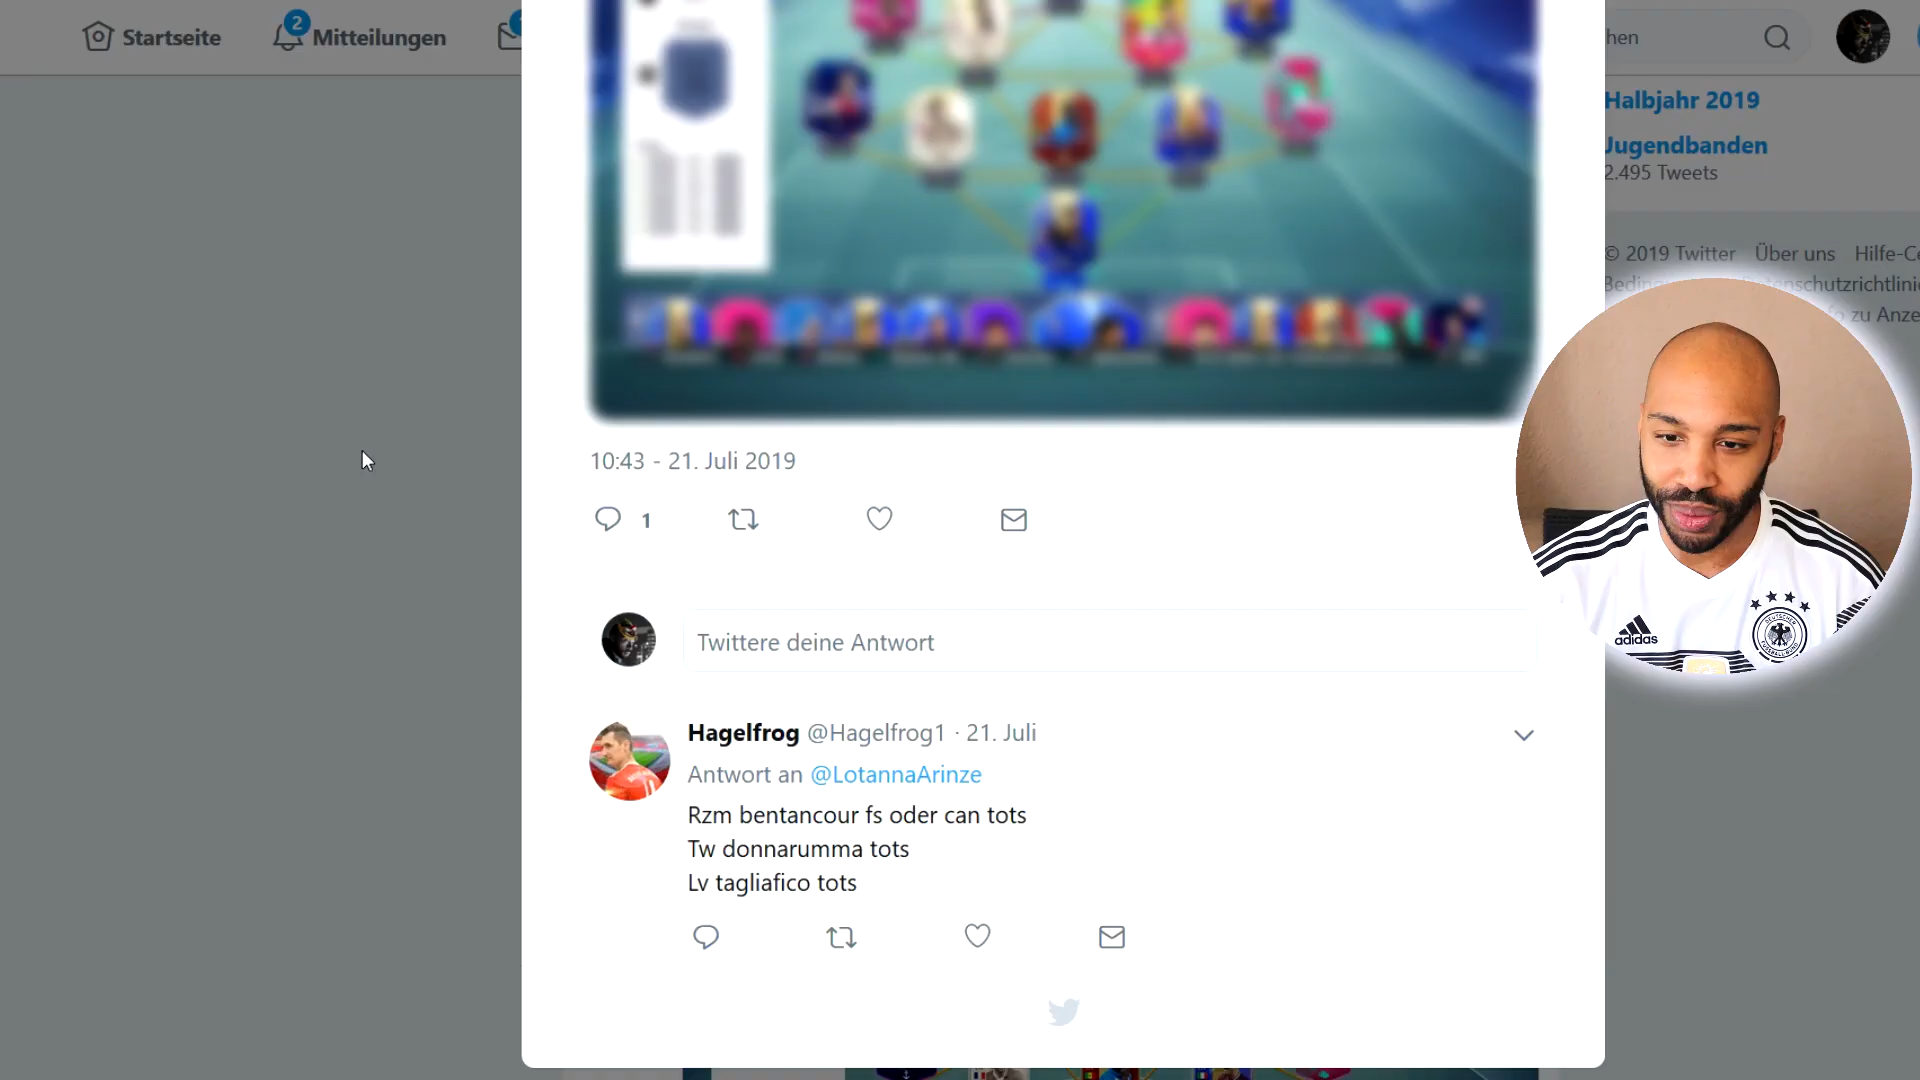 Startseite
2
Mitteilungen
hen
Halbjahr 2019
Jugendbanden
2.495 Tweets
© 2019 Twitter Über uns
10:43 - 21. Juli 2019
1
Twittere deine Antwort
Hagelfrog @Hagelfrog1 · 21. Juli
Antwort an @LotannaArinze
Rzm bentancour fs oder can tots
Tw donnarumma tots
Lv tagliafico tots
adidas